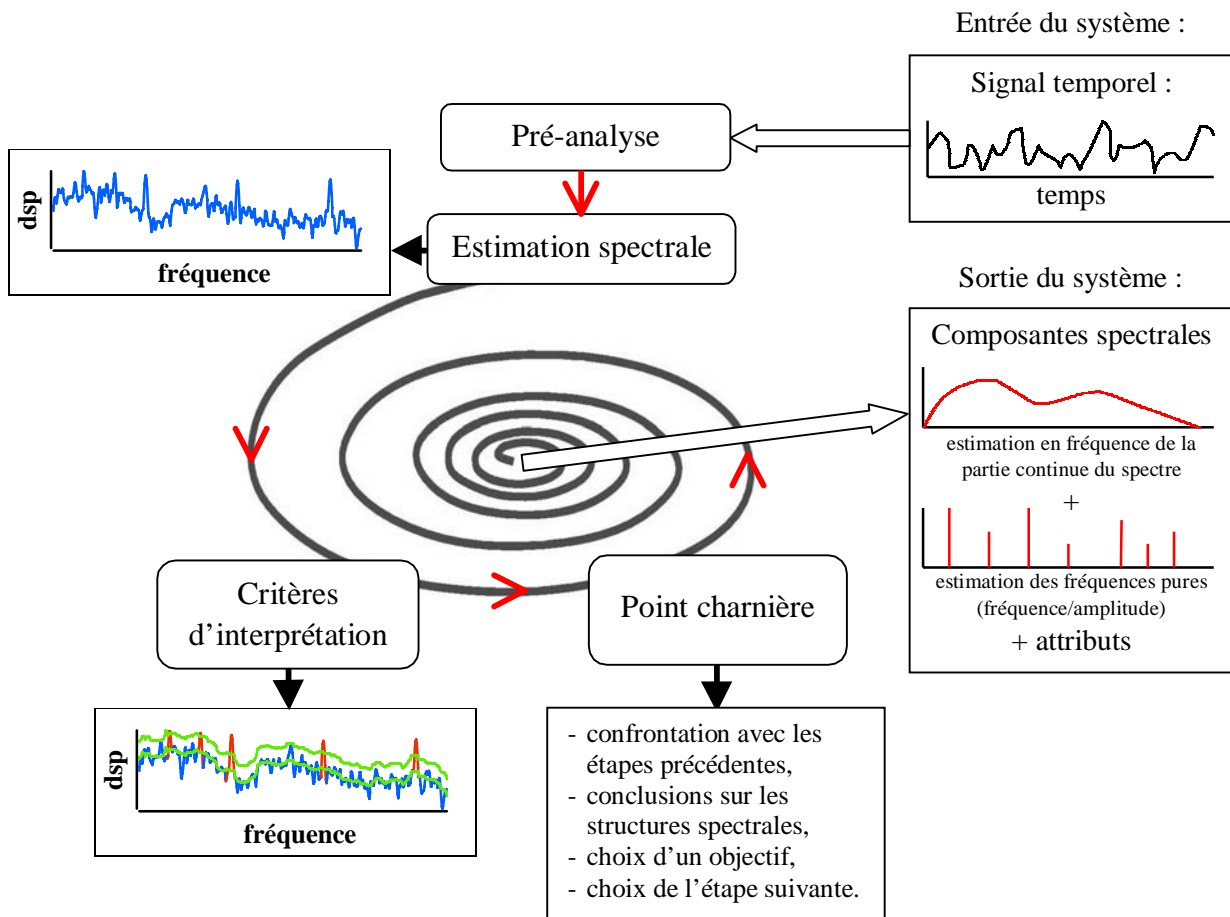 Entrée du système :
Signal temporel :
temps
Pré-analyse
dsp
fréquence
Estimation spectrale
Sortie du système :
Composantes spectrales
estimation en fréquence de la
partie continue du spectre
+
estimation des fréquences pures
(fréquence/amplitude)
+ attributs
Critères
d’interprétation
Point charnière
dsp
fréquence
- confrontation avec les
étapes précédentes,
- conclusions sur les
structures spectrales,
- choix d’un objectif,
- choix de l’étape suivante.